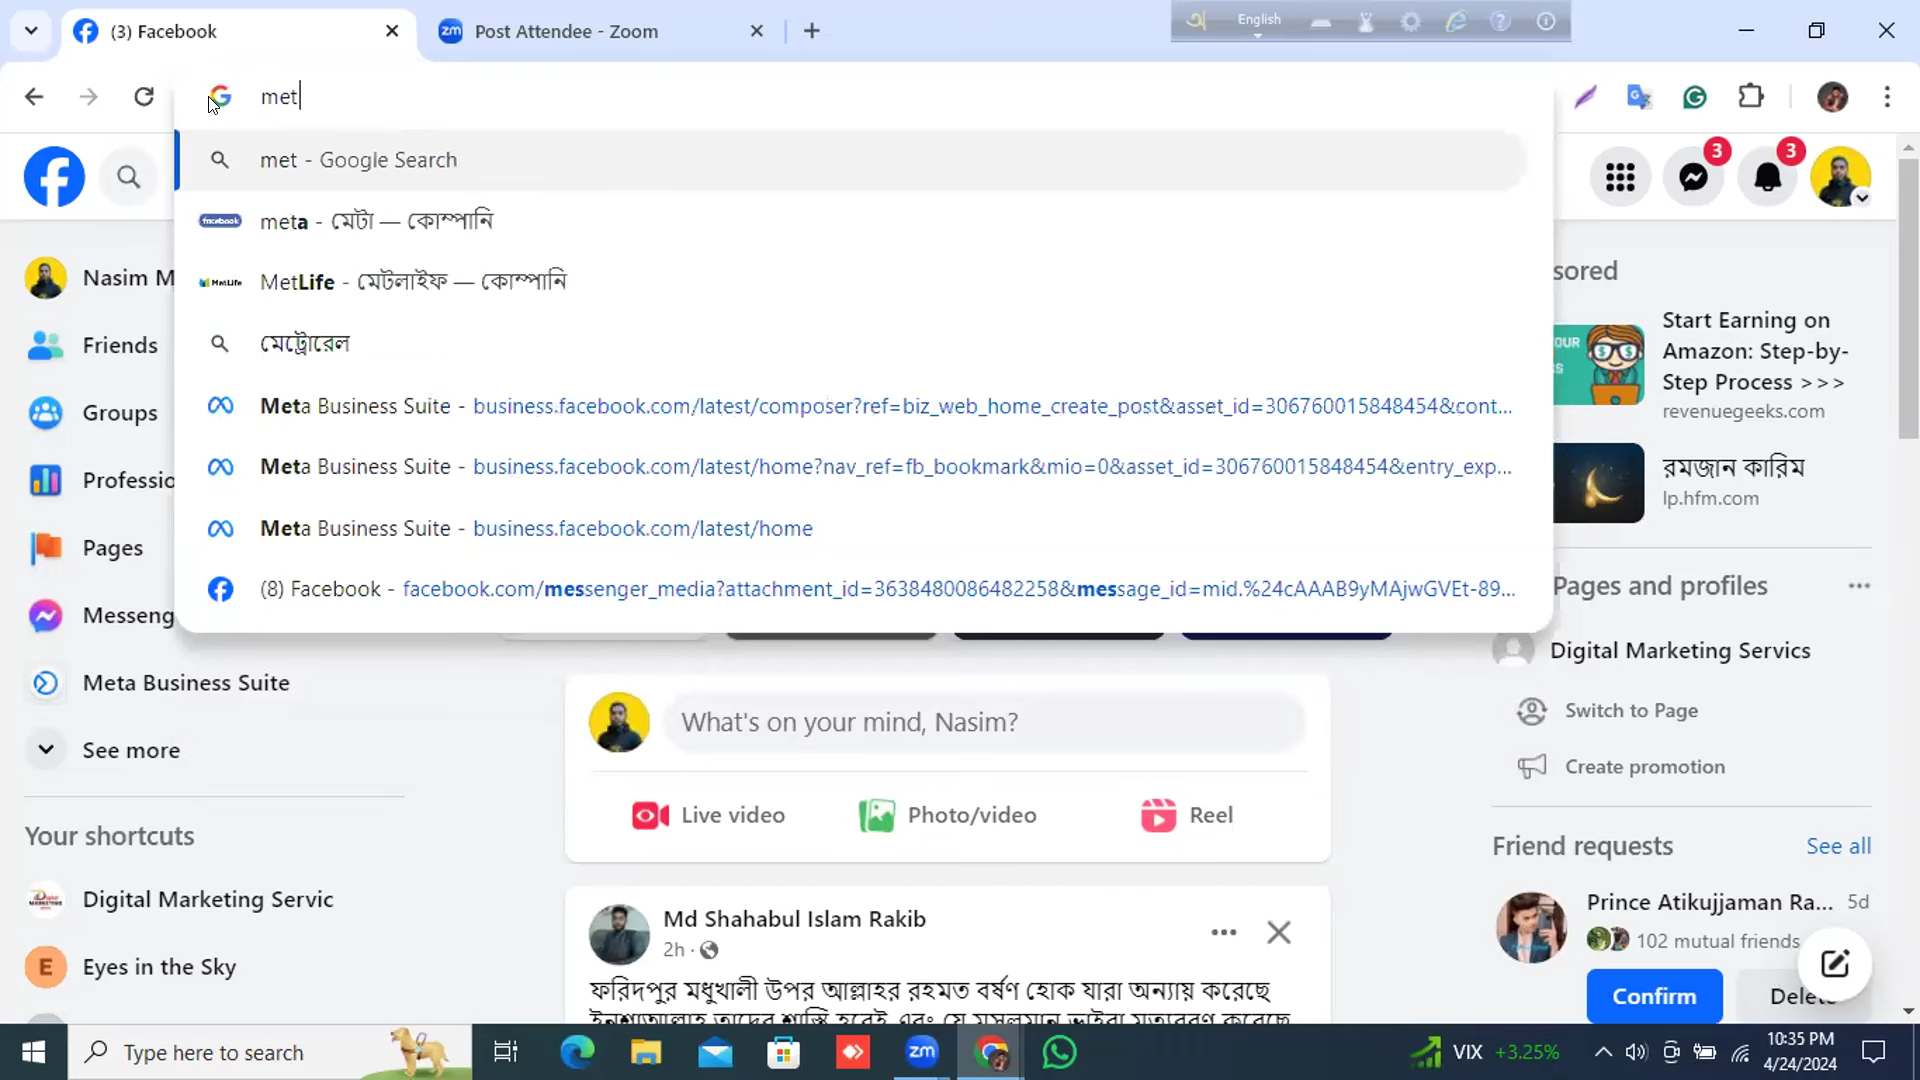 (3) Facebook
zm Post Attendee - Zoom
English
met
met - Google Search
facebook meta - মেটা — কোম্পানি
MetLife MetLife - মেটলাইফ — কোম্পানি
মেট্রোরেল
Meta Business Suite - business.facebook.com/latest/composer?ref=biz_web_home_create_post&asset_id=306760015848454&cont...
Meta Business Suite - business.facebook.com/latest/home?nav_ref=fb_bookmark&mio=0&asset_id=306760015848454&entry_exp...
Meta Business Suite - business.facebook.com/latest/home
(8) Facebook - facebook.com/messenger_media?attachment_id=3638480086482258&message_id=mid.%24cAAAB9yMAjwGVEt-89...
3
3
Nasim M
Friends
Groups
Professio
Pages
Messeng
Meta Business Suite
See more
Your shortcuts
Digital Marketing Servic
E Eyes in the Sky
What's on your mind, Nasim?
Live video
Photo/video
Reel
Md Shahabul Islam Rakib
2h
ফরিদপুর মধুখালী উপর আল্লাহর রহমত বর্ষণ হোক যারা অন্যায় করেছে
sored
Start Earning on
Amazon: Step-by-
Step Process >>>
revenuegeeks.com
রমজান কারিম
lp.hfm.com
Pages and profiles
Digital Marketing Servics
Switch to Page
Create promotion
Friend requests
See all
Prince Atikujjaman Ra...
5d
102 mutual friends
Confirm
Delete
Type here to search
zm
VIX +3.25%
10:35 PM
4/24/2024